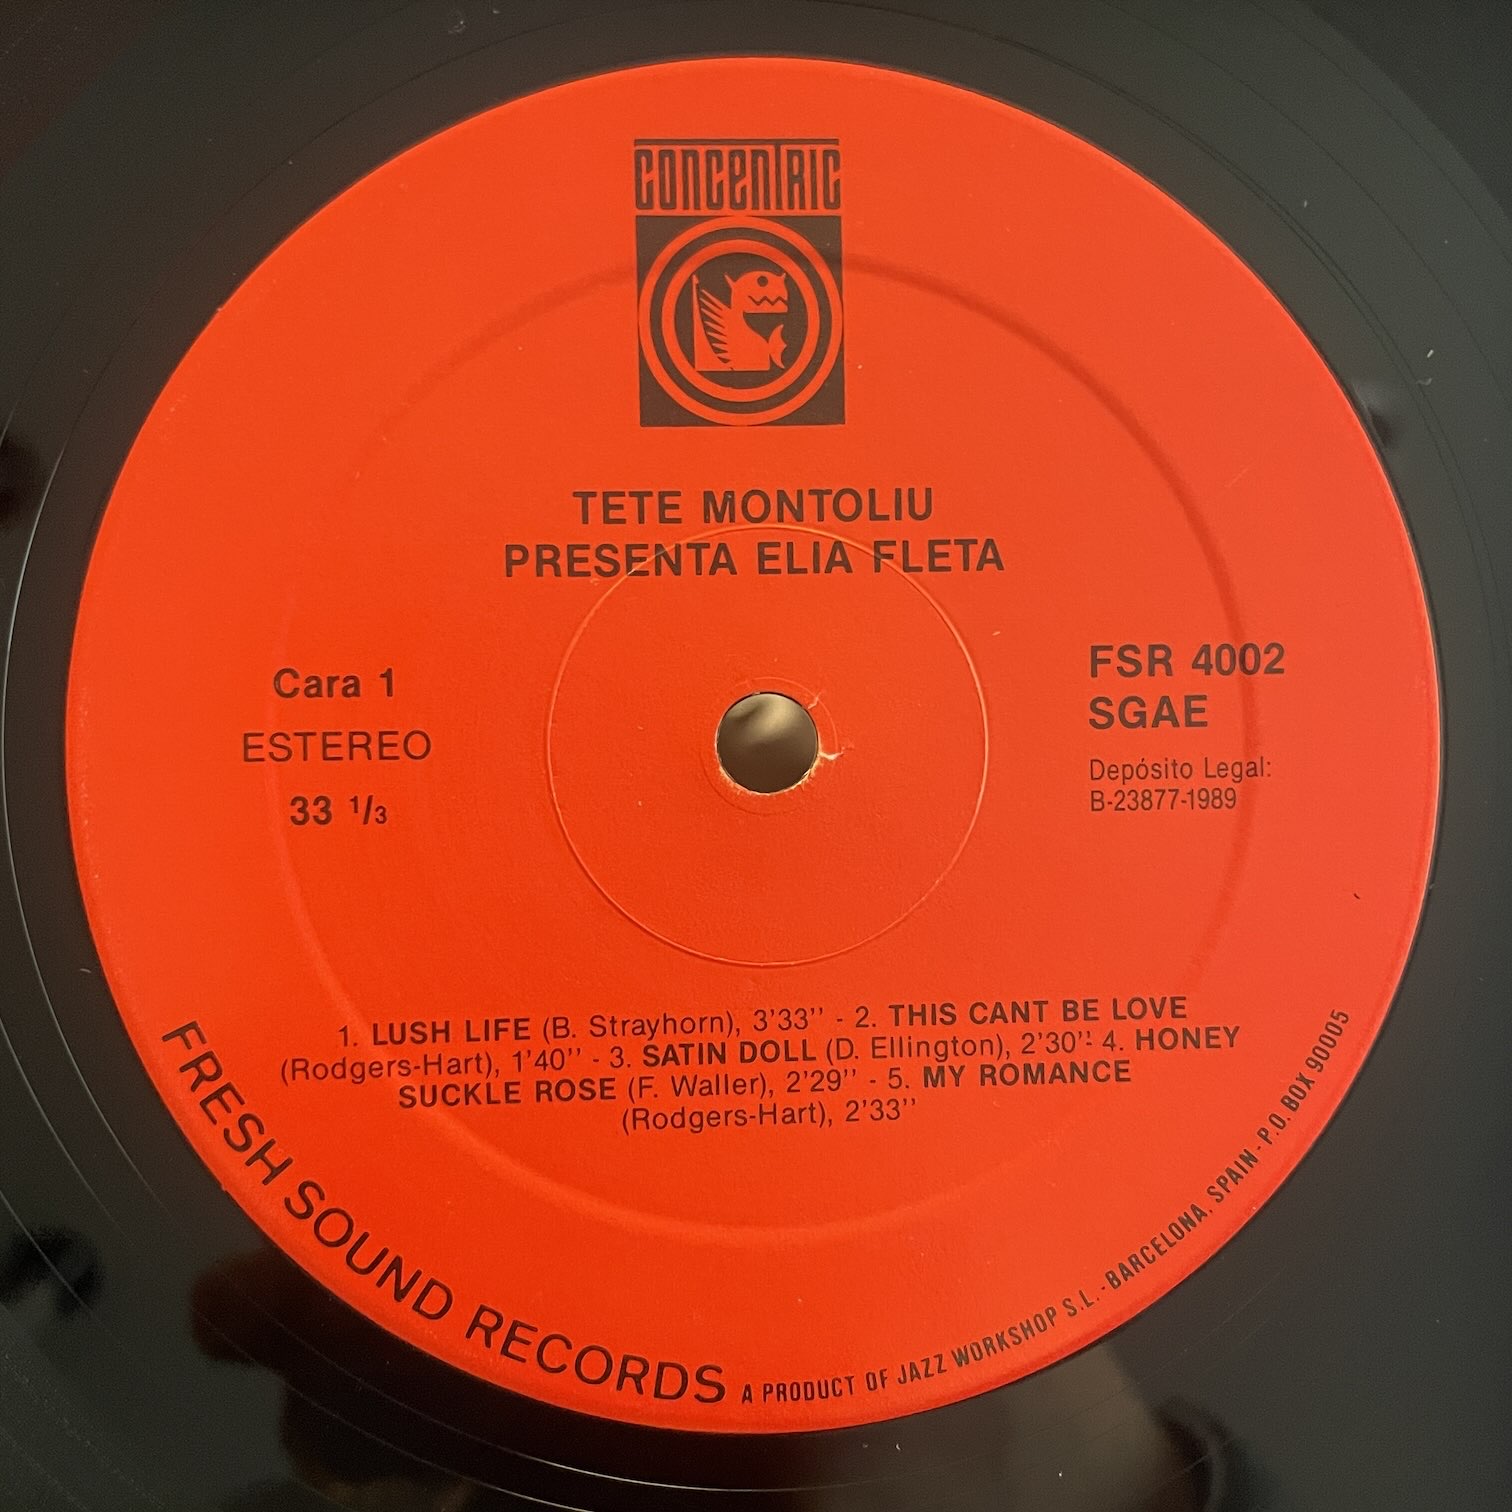 CONCENTRIC
TETE MONTOLIU
PRESENTA ELIA FLETA
Cara 1
ESTEREO
33 1/3
FSR 4002
SGAE
Depósito Legal:
B-23877-1989
1. LUSH LIFE (B. Strayhorn), 3'33'' - 2. THIS CANT BE LOVE
(Rodgers-Hart), 1'40'' - 3. SATIN DOLL (D. Ellington), 2'30'' - 4. HONEY
SUCKLE ROSE (F. Waller), 2'29'' - 5. MY ROMANCE
(Rodgers-Hart), 2'33''
FRESH SOUND RECORDS
A PRODUCT OF JAZZ WORKSHOP S.L. - BARCELONA. SPAIN - P.O. BOX 90005